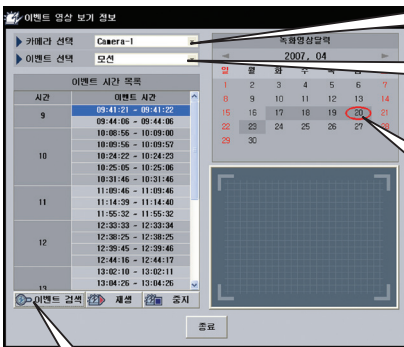 이벤트 영상 보기 정보
카메라 선택 Camera-1
이벤트 선택 모션
이벤트 시간 목록
시간 이벤트 시간
9 09:41:21 - 09:41:22
09:44:06 - 09:44:06
10:08:56 - 10:09:00
10:09:56 - 10:09:57
10 10:24:22 - 10:24:23
10:25:05 - 10:25:06
10:31:46 - 10:31:46
11:09:46 - 11:09:46
11 11:14:39 - 11:14:40
11:55:32 - 11:55:32
12:33:33 - 12:33:34
12 12:38:25 - 12:38:25
12:39:45 - 12:39:46
12:44:16 - 12:44:17
13:02:10 - 13:02:11
13 13:04:26 - 13:04:26
이벤트 검색 재생 중지
녹화영상달력
2007, 04
일 월 화 수 목 금 토
1 2 3 4 5 6 7
8 9 10 11 12 13 14
15 16 17 18 19 20 21
22 23 24 25 26 27 28
29 30
종료